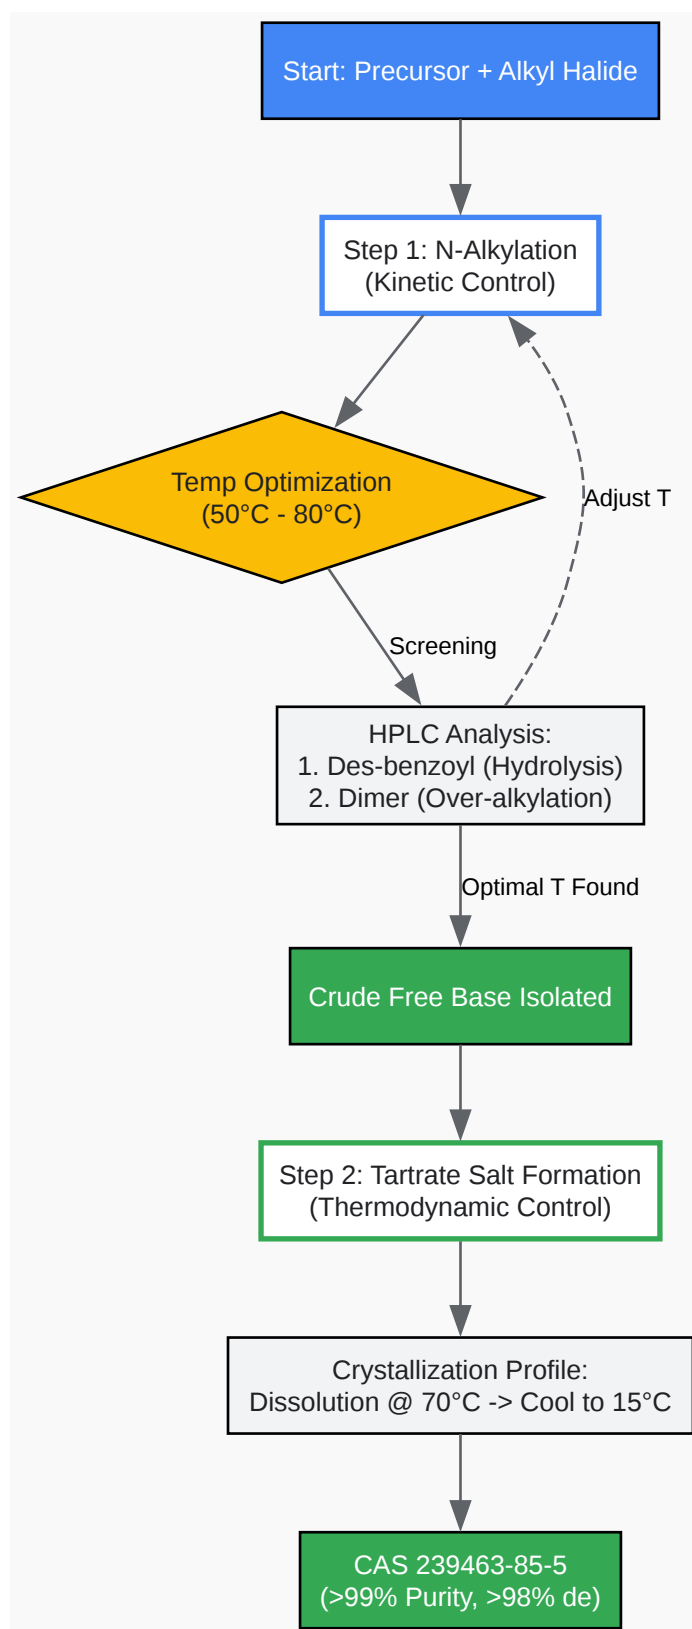 Start: Precursor + Alkyl Halide
Step 1: N-Alkylation
(Kinetic Control)
Temp Optimization
(50°C - 80°C)
Adjust T
Screening
HPLC Analysis:
1. Des-benzoyl (Hydrolysis)
2. Dimer (Over-alkylation)
Optimal T Found
Crude Free Base Isolated
Step 2: Tartrate Salt Formation
(Thermodynamic Control)
Crystallization Profile:
Dissolution @ 70°C -> Cool to 15°C
CAS 239463-85-5
(>99% Purity, >98% de)